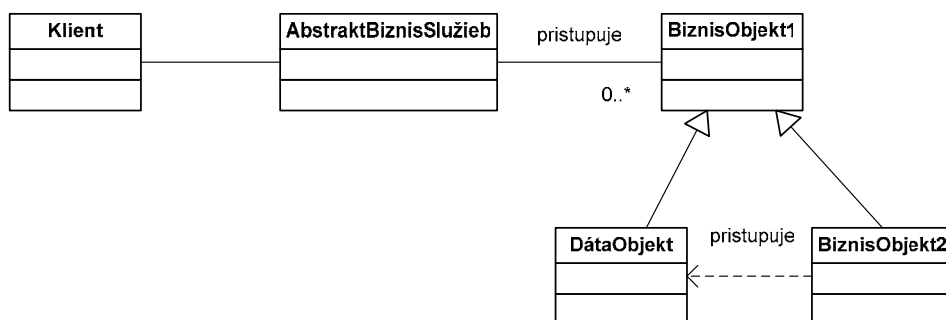 Klient
AbstraktBiznisSlužieb
pristupuje
BiznisObjekt1
0..*
DátaObjekt
pristupuje
BiznisObjekt2